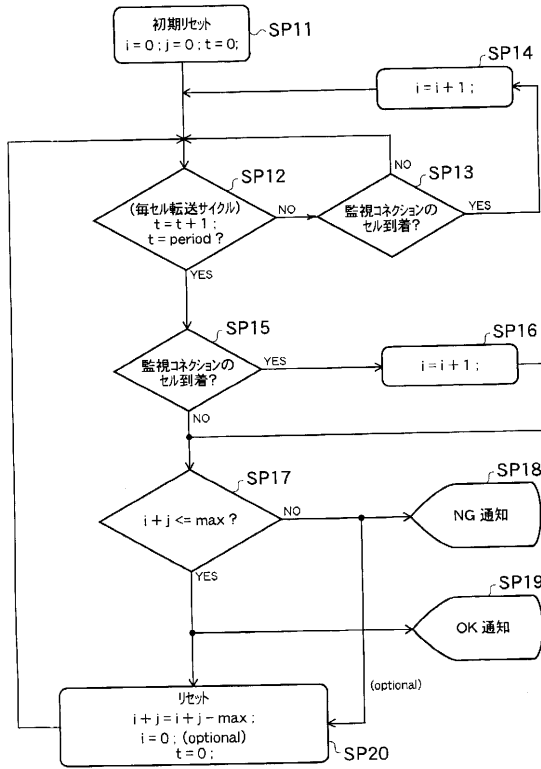 初期リセット
i=0 ; j=0 ; t=0;
SP11
SP14
i=i+1 ;
SP12
(毎セル転送サイクル)
t=t+1 ;
t=period ?
NO
YES
SP13
NO
監視コネクションの
セル到着?
YES
SP15
監視コネクションの
セル到着?
YES
NO
SP16
i=i+1 ;
SP17
i+j<=max ?
NO
YES
SP18
NG 通知
SP19
OK 通知
(optional)
リセット
i+j=i+j-max ;
i=0 ; (optional)
t=0;
SP20